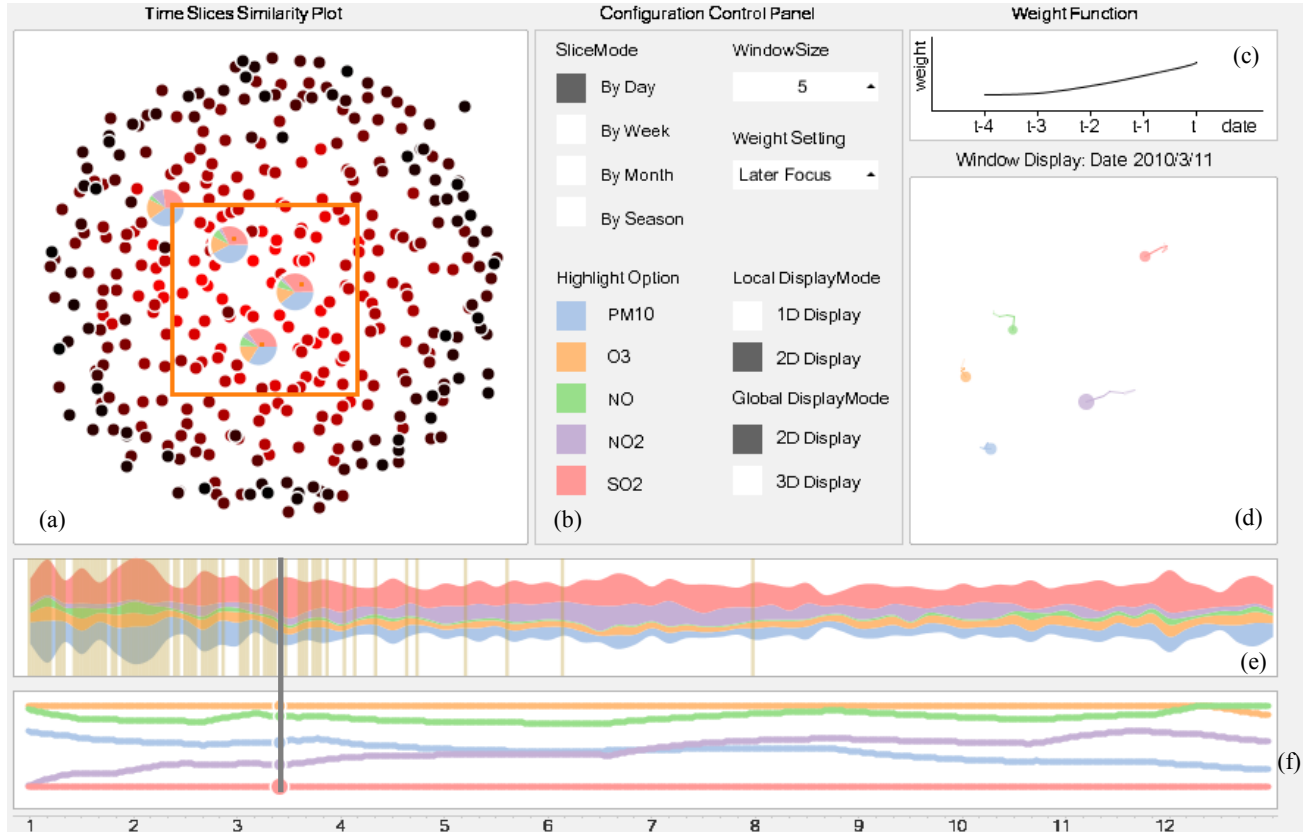 Time Slices Similarity Plot
Configuration Control Panel
Weight Function
(a)
SliceMode
By Day
By Week
By Month
By Season
WindowSize
5
Weight Setting
Later Focus
Highlight Option
PM10
O3
NO
NO2
SO2
Local DisplayMode
1D Display
2D Display
Global DisplayMode
2D Display
3D Display
(b)
weight
(c)
t-4 t-3 t-2 t-1 t date
Window Display: Date 2010/3/11
(d)
(e)
(f)
1 2 3 4 5 6 7 8 9 10 11 12